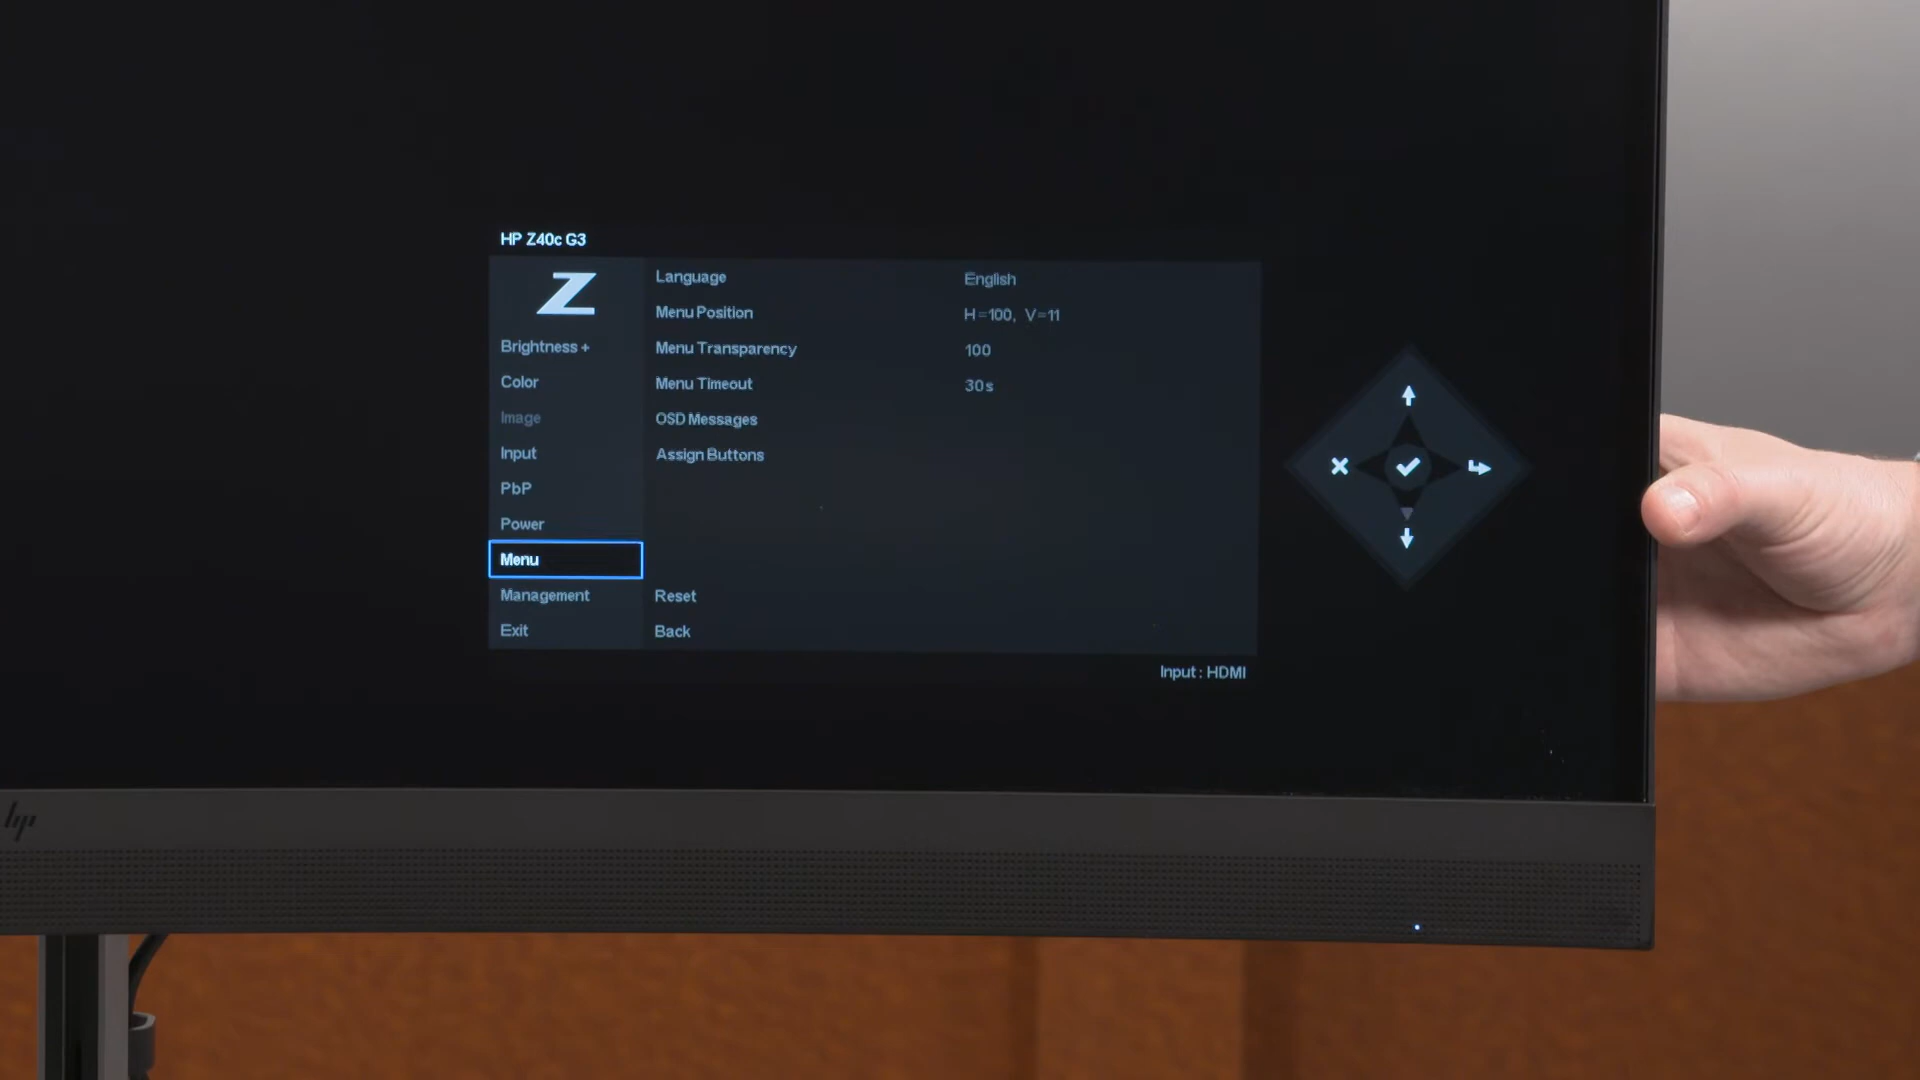 HP Z40c G3
Z
Language English
Menu Position H=100, V=11
Brightness +
Menu Transparency 100
Color
Menu Timeout 30s
Image
OSD Messages
Input
Assign Buttons
PbP
Power
Menu
Management
Reset
Exit
Back
Input : HDMI
hp